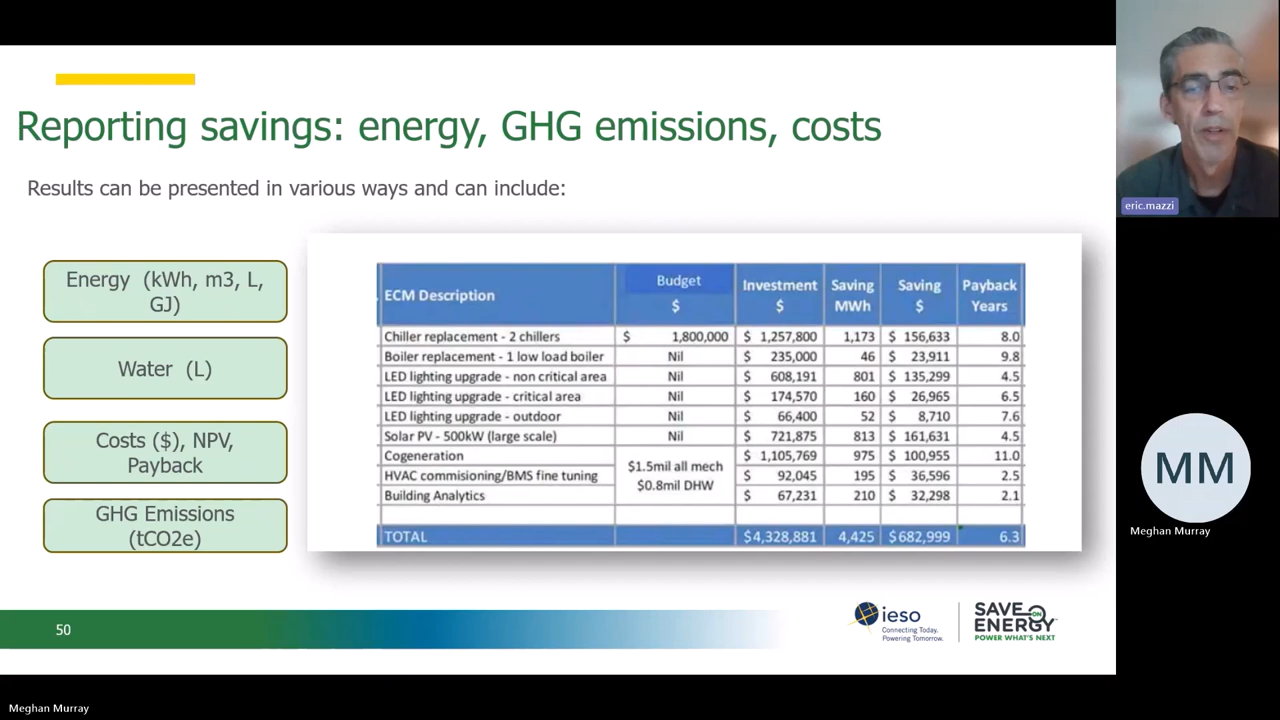 Reporting savings: energy, GHG emissions, costs
Results can be presented in various ways and can include:
Energy (kWh, m3, L,
GJ)
Water (L)
Costs ($), NPV,
Payback
GHG Emissions
(tCO2e)
ECM Description Budget $ Investment $ Saving MWh Saving $ Payback Years
Chiller replacement - 2 chillers $ 1,800,000 $ 1,257,800 1,173 $ 156,633 8.0
Boiler replacement - 1 low load boiler Nil $ 235,000 46 $ 23,911 9.8
LED lighting upgrade - non critical area Nil $ 608,191 801 $ 135,299 4.5
LED lighting upgrade - critical area Nil $ 174,570 160 $ 26,965 6.5
LED lighting upgrade - outdoor Nil $ 66,400 52 $ 8,710 7.6
Solar PV - 500kW (large scale) Nil $ 721,875 813 $ 161,631 4.5
Cogeneration $1.5mil all mech $ 1,105,769 975 $ 100,955 11.0
HVAC commisioning/BMS fine tuning $0.8mil DHW $ 92,045 195 $ 36,596 2.5
Building Analytics $ 67,231 210 $ 32,298 2.1
TOTAL $4,328,881 4,425 $682,999 6.3
50
ieso
Connecting Today.
Powering Tomorrow.
SAVE ON
ENERGY
POWER WHAT'S NEXT
eric.mazzi
MM
Meghan Murray
Meghan Murray